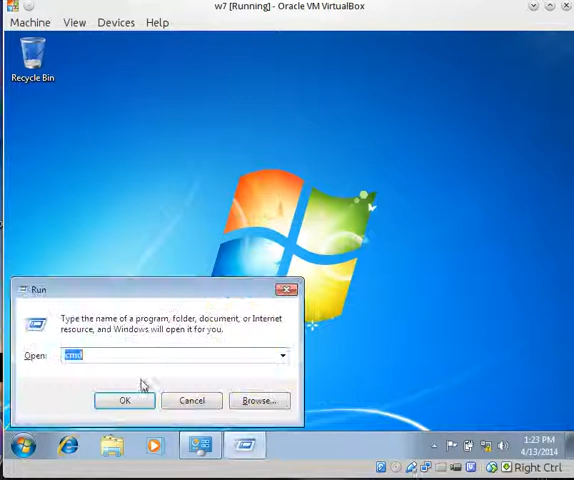 w7 [Running] - Oracle VM VirtualBox
Machine View Devices Help
Recycle Bin
Run
Type the name of a program, folder, document, or Internet
resource, and Windows will open it for you.
Open: cmd
OK Cancel Browse...
1:23 PM
4/13/2014
Right Ctrl